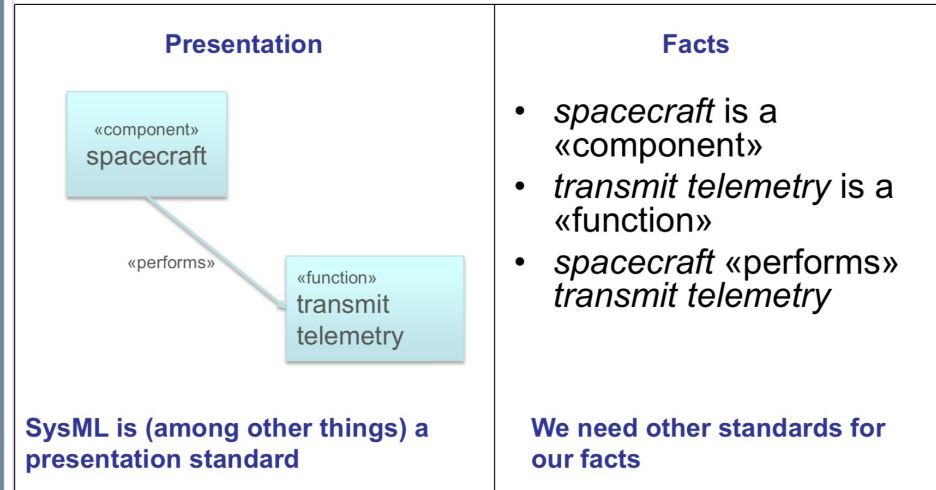 Presentation
«component»
spacecraft
«performs»
«function»
transmit
telemetry
SysML is (among other things) a
presentation standard
Facts
• spacecraft is a
«component»
• transmit telemetry is a
«function»
• spacecraft «performs»
transmit telemetry
We need other standards for
our facts